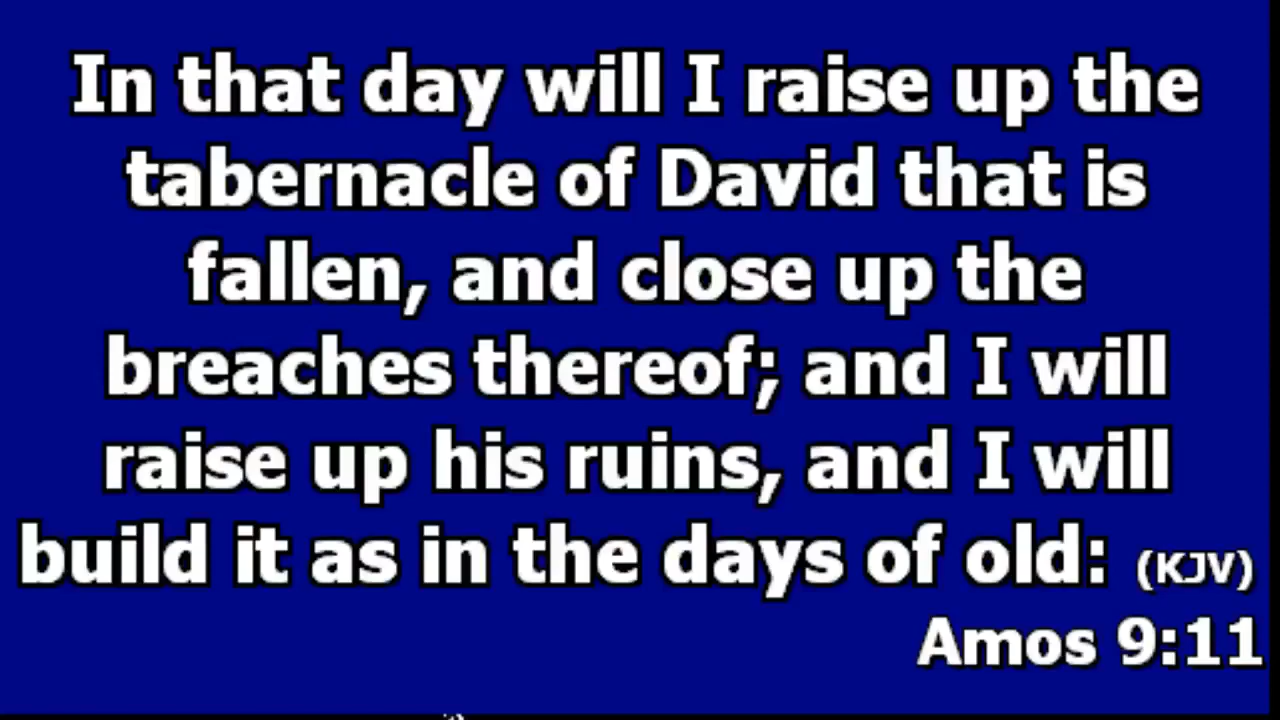 In that day will I raise up the
tabernacle of David that is
fallen, and close up the
breaches thereof; and I will
raise up his ruins, and I will
build it as in the days of old: (KJV)
Amos 9:11